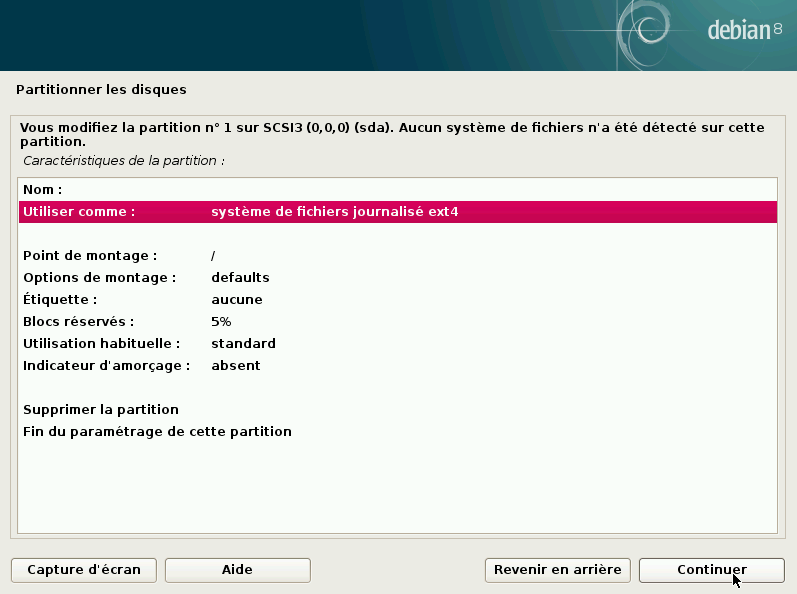 debian 8
Partitionner les disques
Vous modifiez la partition n° 1 sur SCSI3 (0,0,0) (sda). Aucun système de fichiers n'a été détecté sur cette
partition.
Caractéristiques de la partition :
Nom :
Utiliser comme : système de fichiers journalisé ext4
Point de montage : /
Options de montage : defaults
Étiquette : aucune
Blocs réservés : 5%
Utilisation habituelle : standard
Indicateur d'amorçage : absent
Supprimer la partition
Fin du paramétrage de cette partition
Capture d'écran Aide Revenir en arrière Continuer